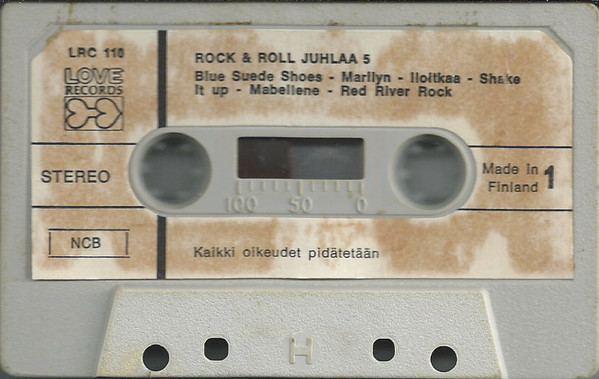 LRC 110
LOVE
RECORDS
ROCK & ROLL JUHLAA 5
Blue Suede Shoes - Marilyn - Iloitkaa - Shake
It up - Mabellene - Red River Rock
STEREO
Made in
Finland
1
100 50 0
NCB
Kaikki oikeudet pidätetään
H